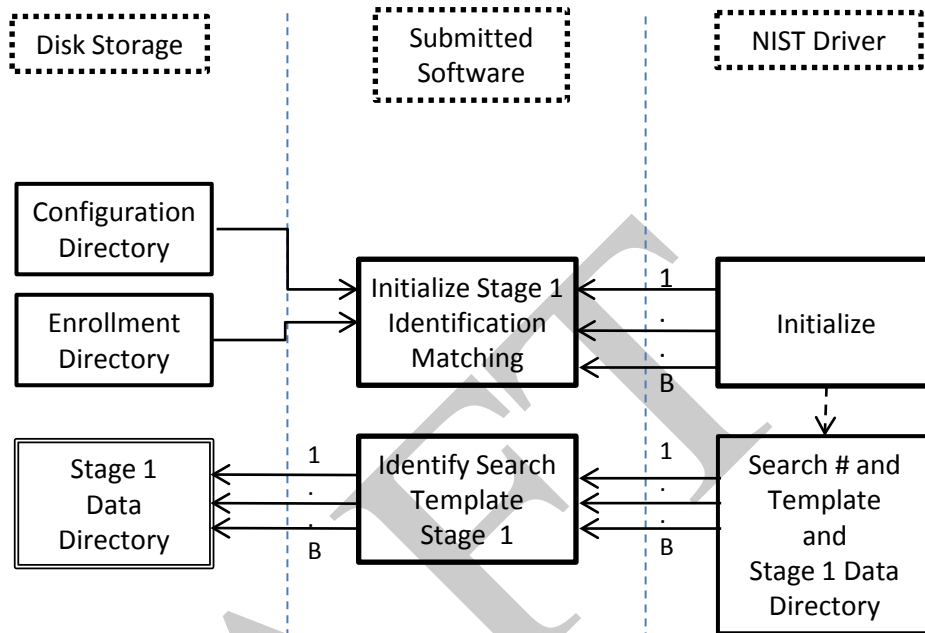 Disk Storage
Submitted
Software
NIST Driver
Configuration
Directory
Enrollment
Directory
Initialize Stage 1
Identification
Matching
1
.
.
B
Initialize
Stage 1
Data
Directory
1
.
.
B
Identify Search
Template
Stage 1
1
.
.
B
Search # and
Template
and
Stage 1 Data
Directory